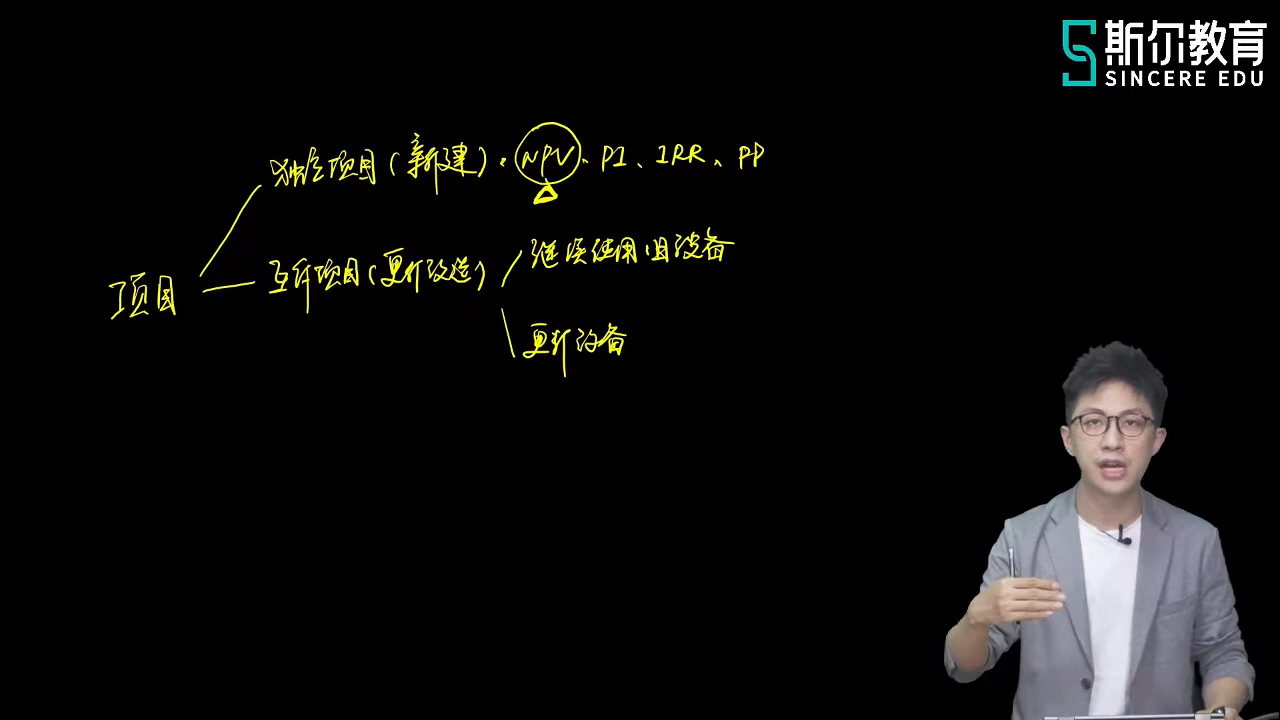 斯尔教育
SINCERE EDU
独立项目(新建)·NPV、PI、IRR、PP
互斥项目(更新改造)
继续使用旧设备
项目
更新设备